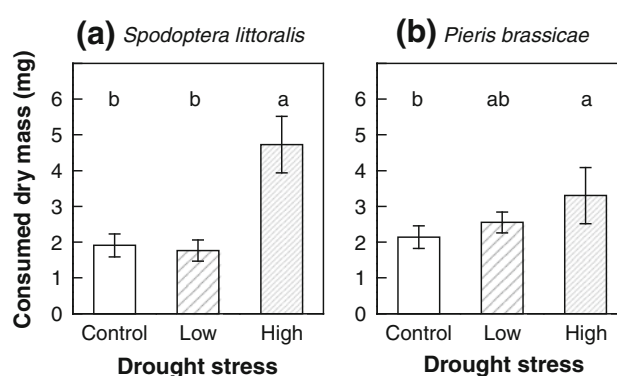 (a) Spodoptera littoralis
(b) Pieris brassicae
Consumed dry mass (mg)
6
5
4
3
2
1
0
b b a
Control Low High
Drought stress
6
5
4
3
2
1
0
b ab a
Control Low High
Drought stress